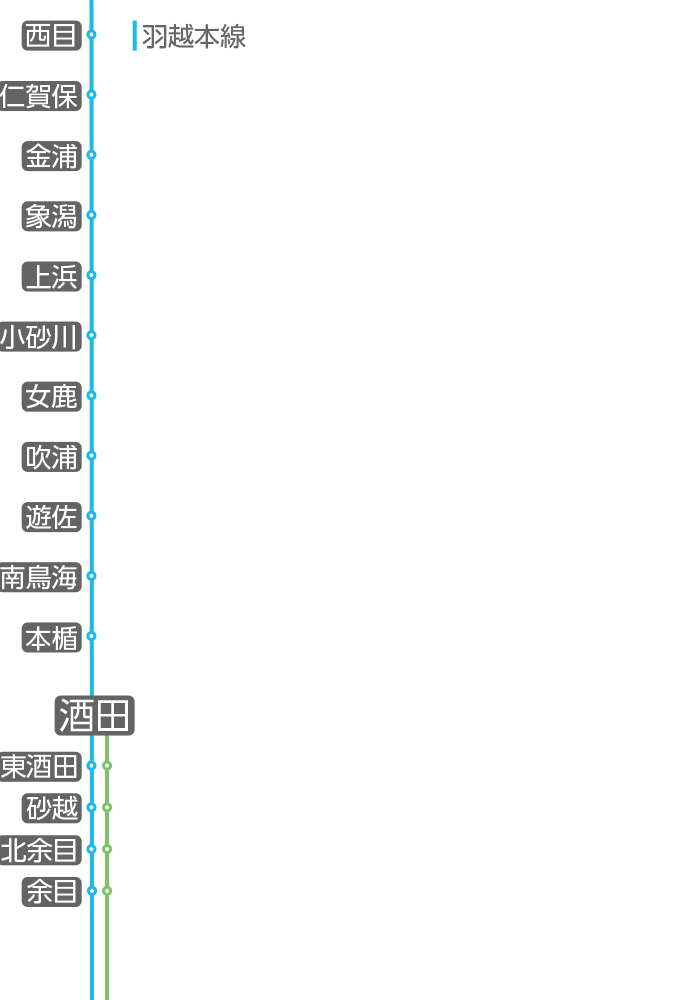 西目
羽越本線
仁賀保
金浦
象潟
上浜
小砂川
女鹿
吹浦
遊佐
南鳥海
本楯
酒田
東酒田
砂越
北余目
余目